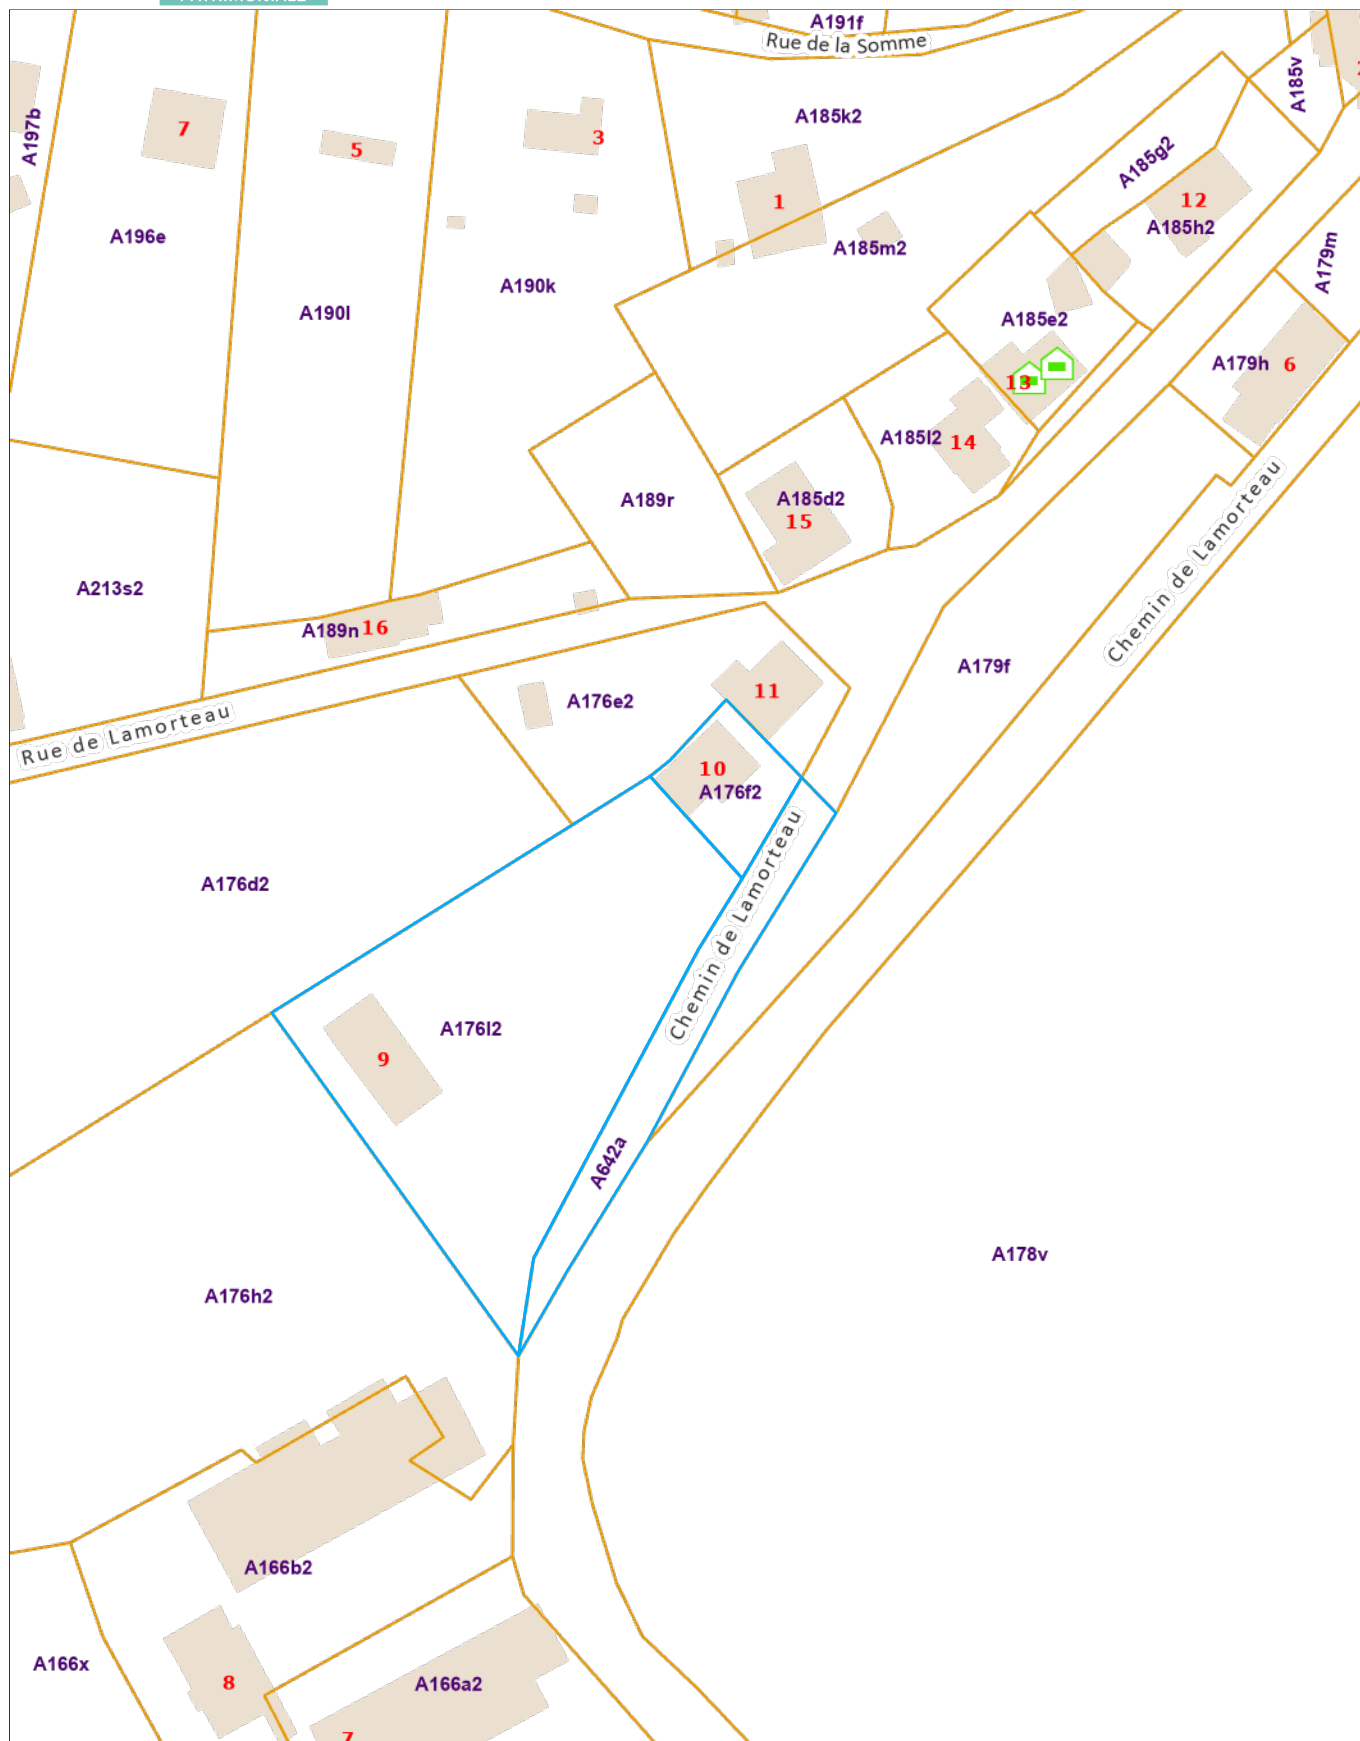 A191f
Rue de la Somme
A197b
7
5
3
A185k2
A185v
A185g2
1
12
A185h2
A196e
A185m2
A179m
A190l
A190k
A185e2
A179h
6
13
A185l2
14
A189r
A185d2
15
Chemin de Lamorteau
A213s2
A189n
16
A179f
Rue de Lamorteau
A176e2
11
10
A176f2
Chemin de Lamorteau
A176d2
A176l2
9
A642a
A178v
A176h2
A166b2
A166x
8
A166a2
7